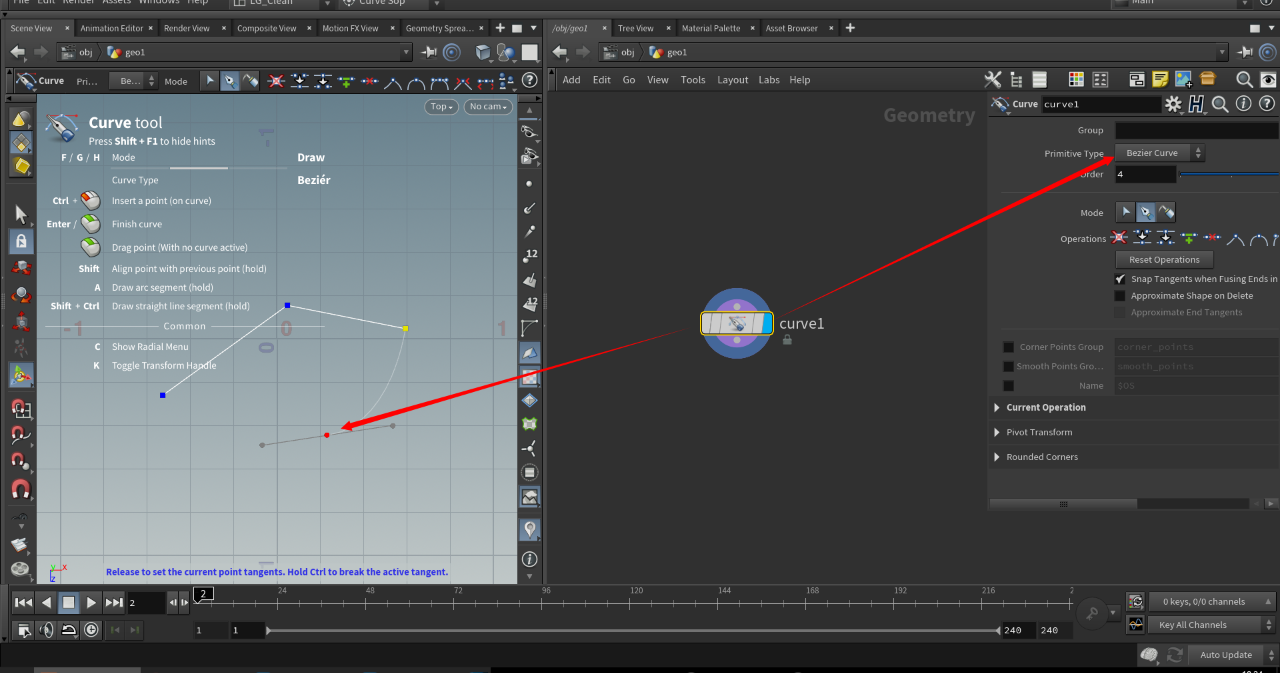 File Edit Render Assets Windows Help
LG_Clean
Curve Sop
Main
Scene View
Animation Editor
Render View
Composite View
Motion FX View
Geometry Sprea...
/obj/geo1
Tree View
Material Palette
Asset Browser
obj
geo1
obj
geo1
Curve
Pri...
Be...
Mode
Add
Edit
Go
View
Tools
Layout
Labs
Help
Top
No cam
Curve tool
Press Shift + F1 to hide hints
F / G / H Mode Draw
Curve Type Beziér
Ctrl + Insert a point (on curve)
Enter / Finish curve
Drag point (With no curve active)
Shift Align point with previous point (hold)
A Draw arc segment (hold)
Shift + Ctrl Draw straight line segment (hold)
Common
-1
0
1
C Show Radial Menu
K Toggle Transform Handle
12
12
Release to set the current point tangents. Hold Ctrl to break the active tangent.
Geometry
curve1
Curve curve1
Group
Primitive Type Bezier Curve
Order 4
Mode
Operations
Reset Operations
Snap Tangents when Fusing Ends in
Approximate Shape on Delete
Approximate End Tangents
Corner Points Group corner_points
Smooth Points Gro... smooth_points
Name $OS
Current Operation
Pivot Transform
Rounded Corners
2
2
24
48
72
96
120
144
168
192
216
0 keys, 0/0 channels
1
1
240
240
Key All Channels
Auto Update